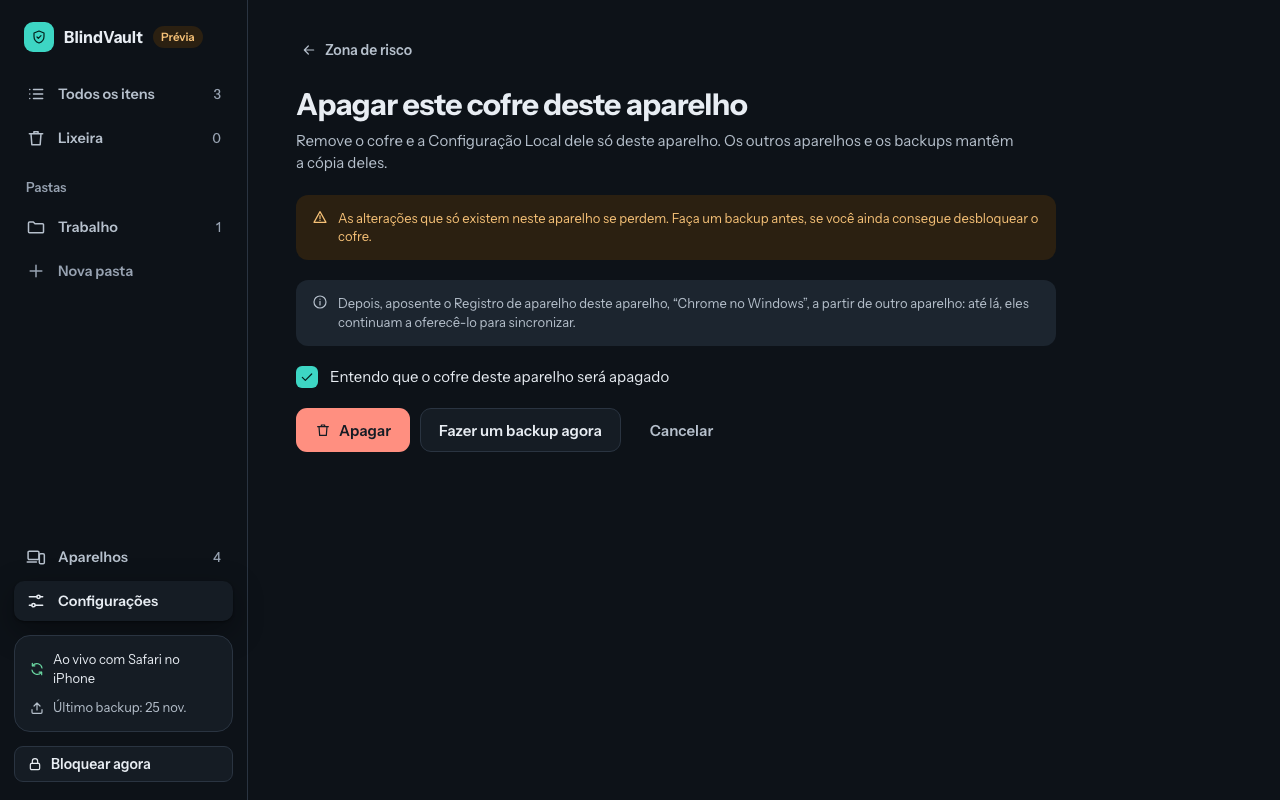 BlindVault
Prévia
Todos os itens
3
Lixeira
0
Pastas
Trabalho
1
Nova pasta
Aparelhos
4
Configurações
Ao vivo com Safari no
iPhone
Último backup: 25 nov.
Bloquear agora
Zona de risco
Apagar este cofre deste aparelho
Remove o cofre e a Configuração Local dele só deste aparelho. Os outros aparelhos e os backups mantêm
a cópia deles.
As alterações que só existem neste aparelho se perdem. Faça um backup antes, se você ainda consegue desbloquear o
cofre.
Depois, aposente o Registro de aparelho deste aparelho, “Chrome no Windows”, a partir de outro aparelho: até lá, eles
continuam a oferecê-lo para sincronizar.
Entendo que o cofre deste aparelho será apagado
Apagar
Fazer um backup agora
Cancelar